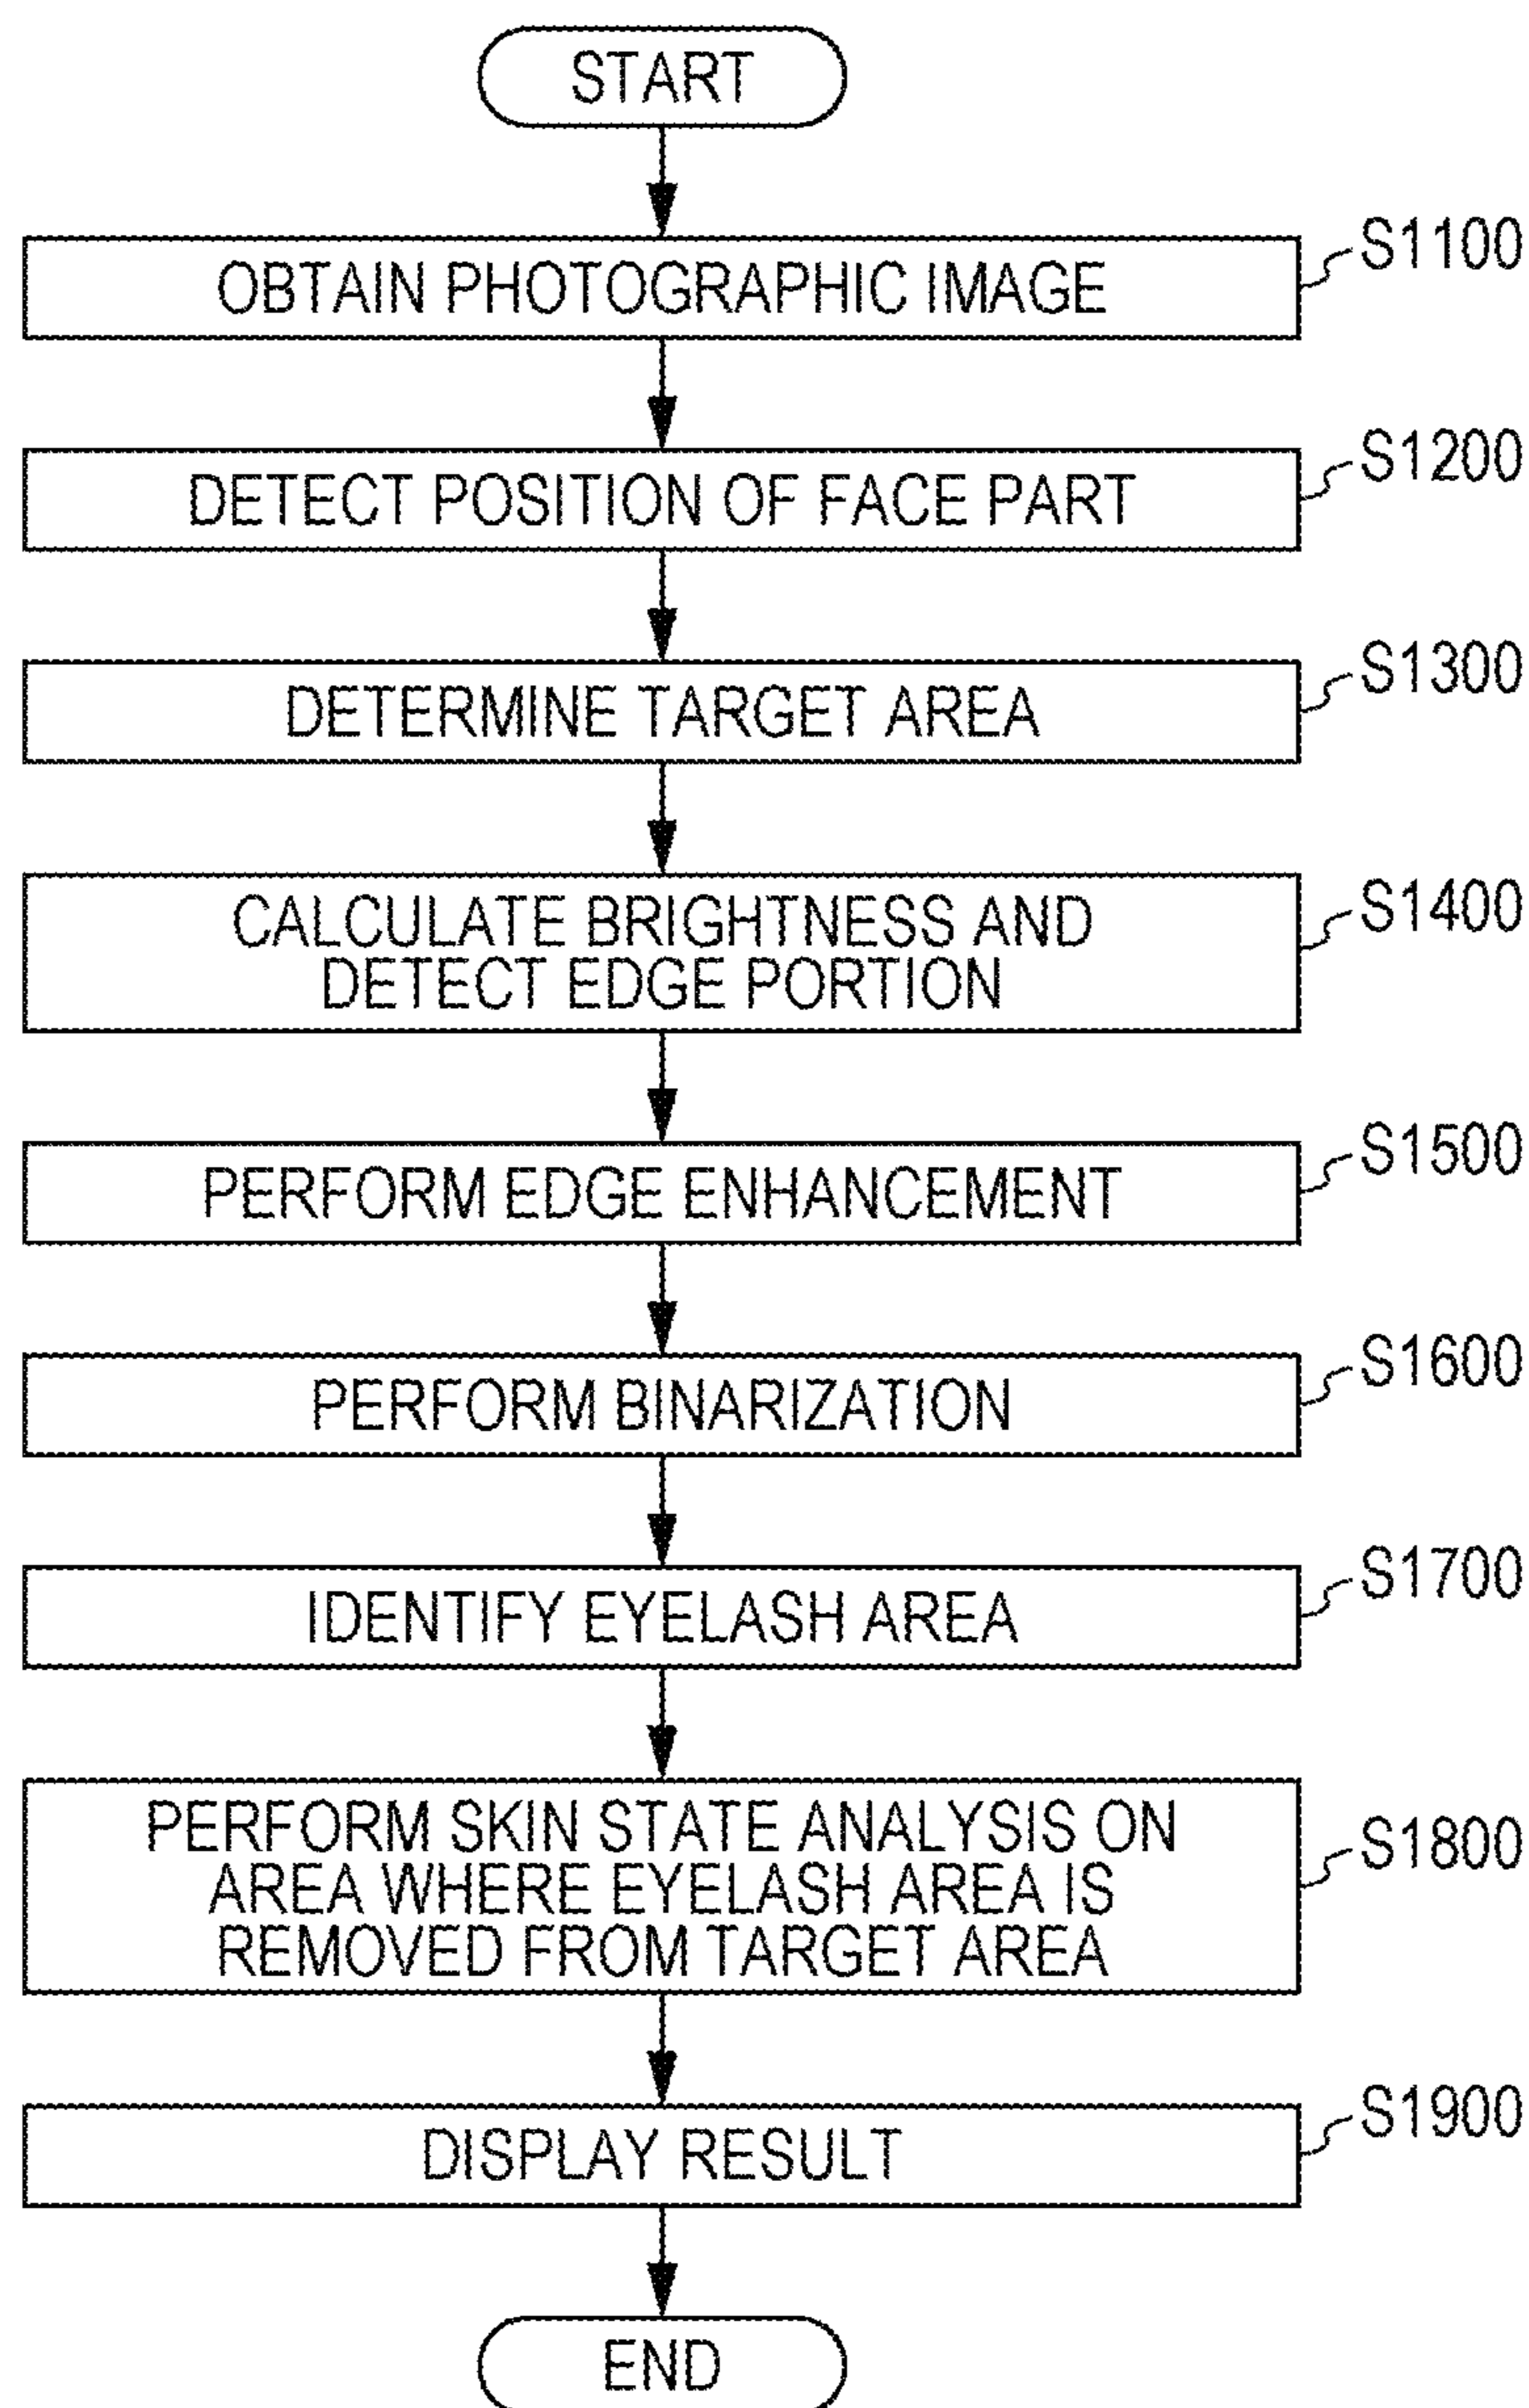 START
OBTAIN PHOTOGRAPHIC IMAGE
S1100
DETECT POSITION OF FACE PART
S1200
DETERMINE TARGET AREA
S1300
CALCULATE BRIGHTNESS AND
DETECT EDGE PORTION
S1400
PERFORM EDGE ENHANCEMENT
S1500
PERFORM BINARIZATION
S1600
IDENTIFY EYELASH AREA
S1700
PERFORM SKIN STATE ANALYSIS ON
AREA WHERE EYELASH AREA IS
REMOVED FROM TARGET AREA
S1800
DISPLAY RESULT
S1900
END